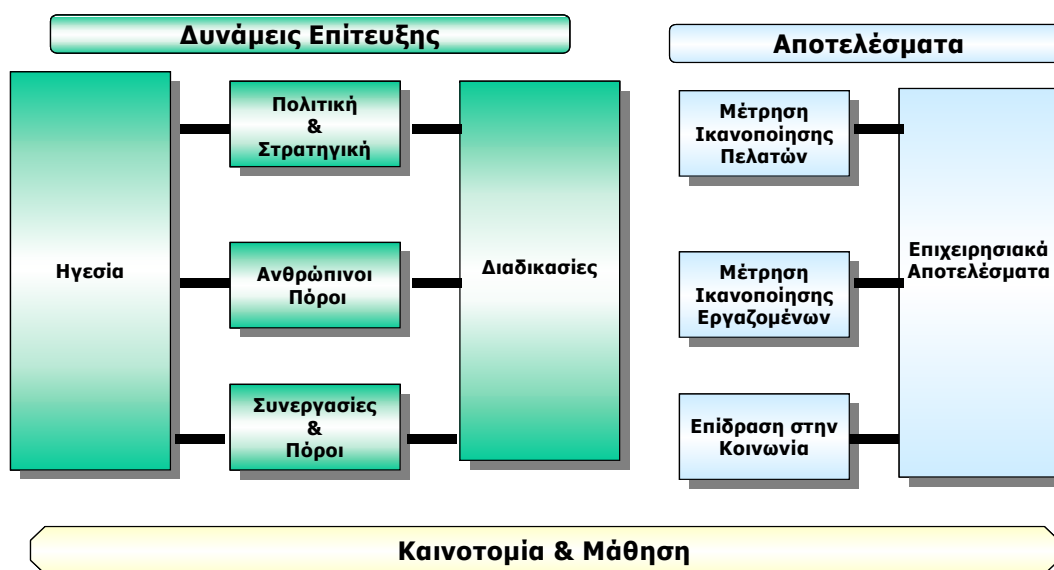 Δυνάμεις Επίτευξης
Αποτελέσματα
Ηγεσία
Πολιτική
&
Στρατηγική
Ανθρώπινοι
Πόροι
Συνεργασίες
&
Πόροι
Διαδικασίες
Μέτρηση
Ικανοποίησης
Πελατών
Μέτρηση
Ικανοποίησης
Εργαζομένων
Επίδραση στην
Κοινωνία
Επιχειρησιακά
Αποτελέσματα
Καινοτομία & Μάθηση